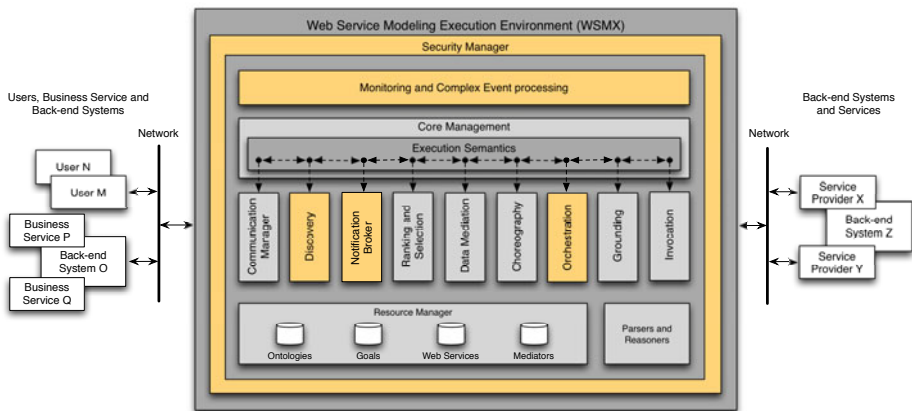 Web Service Modeling Execution Environment (WSMX)
Security Manager
Monitoring and Complex Event processing
Core Management
Execution Semantics
Users, Business Service and
Back-end Systems
Network
User N
User M
Business
Service P
Back-end
System O
Business
Service Q
Communication
Manager
Discovery
Notification
Broker
Ranking and
Selection
Data Mediation
Choreography
Orchestration
Grounding
Invocation
Resource Manager
Ontologies
Goals
Web Services
Mediators
Parsers and
Reasoners
Back-end Systems
and Services
Network
Service
Provider X
Back-end
System Z
Service
Provider Y